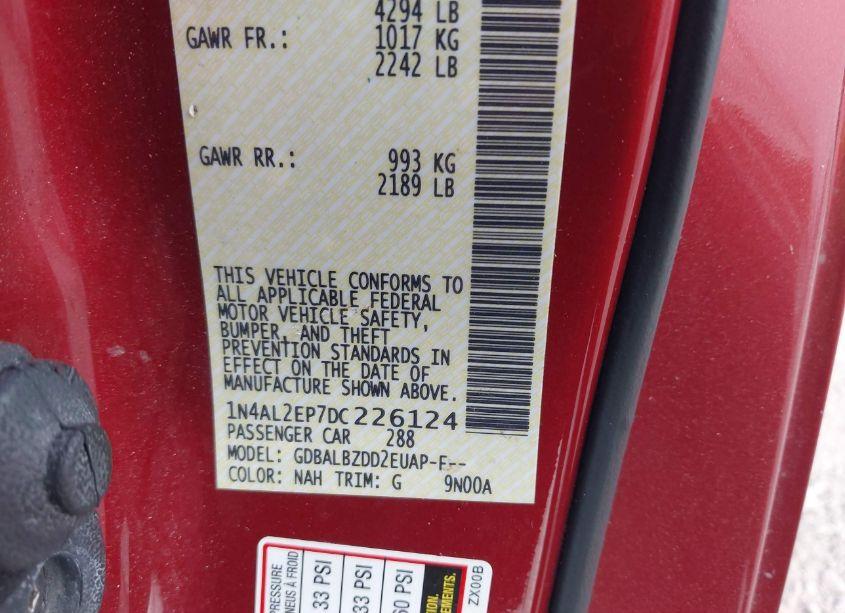 4294 LB
GAWR FR.: 1017 KG
2242 LB
GAWR RR.: 993 KG
2189 LB
THIS VEHICLE CONFORMS TO
ALL APPLICABLE FEDERAL
MOTOR VEHICLE SAFETY,
BUMPER, AND THEFT
PREVENTION STANDARDS IN
EFFECT ON THE DATE OF
MANUFACTURE SHOWN ABOVE.
1N4AL2EP7DC226124
PASSENGER CAR 288
MODEL: GDBALBZDD2EUAP-F--
COLOR: NAH TRIM: G 9N00A
PRESSURE
PNEUS À FROID
33 PSI
33 PSI
60 PSI
ZX00B